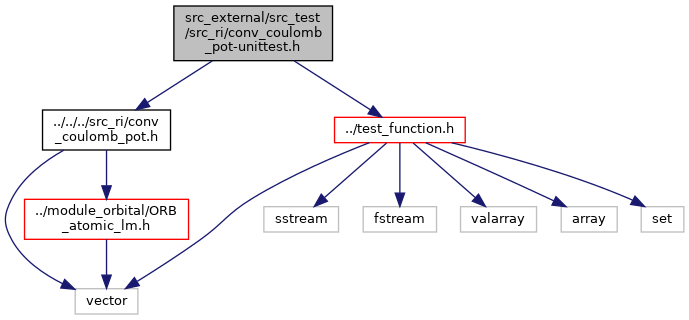 src_external/src_test
/src_ri/conv_coulomb
_pot-unittest.h
../../../src_ri/conv
_coulomb_pot.h
../test_function.h
../module_orbital/ORB
_atomic_lm.h
sstream
fstream
valarray
array
set
vector